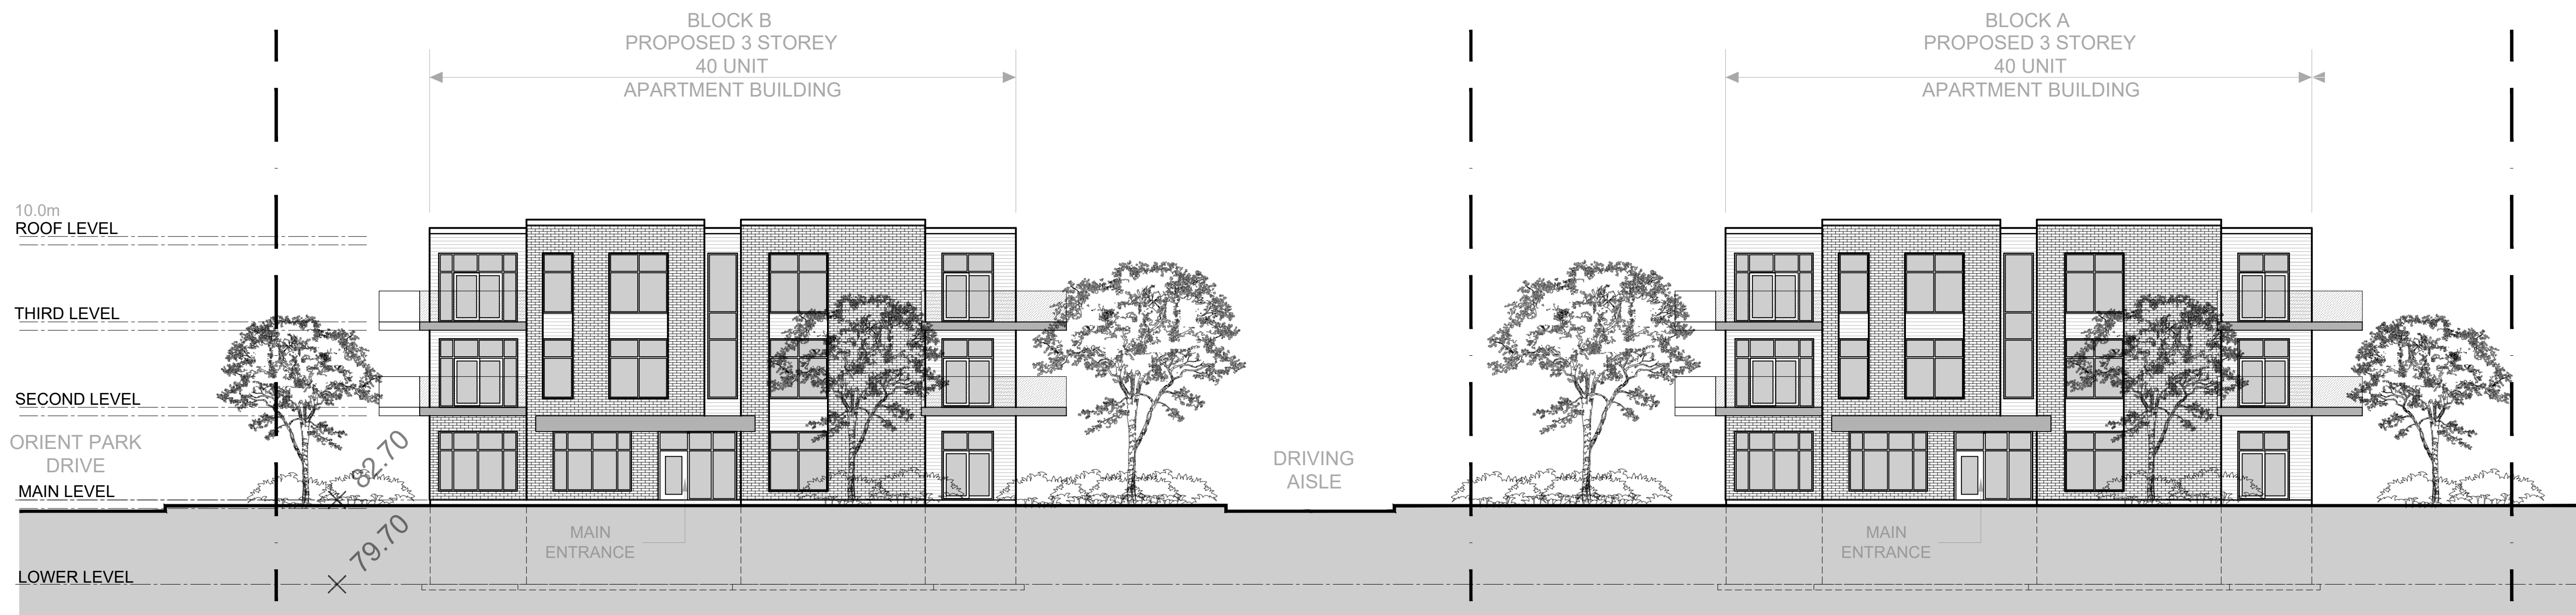 BLOCK B
PROPOSED 3 STOREY
40 UNIT
APARTMENT BUILDING
BLOCK A
PROPOSED 3 STOREY
40 UNIT
APARTMENT BUILDING
10.0m
ROOF LEVEL
THIRD LEVEL
SECOND LEVEL
ORIENT PARK
DRIVE
82.70
MAIN LEVEL
79.70
LOWER LEVEL
MAIN
ENTRANCE
DRIVING
AISLE
MAIN
ENTRANCE